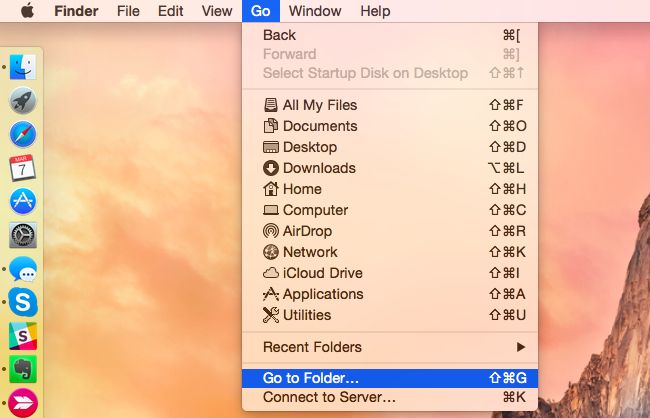 Finder File Edit View Go Window Help
Back ⌘[
Forward ⌘]
Select Startup Disk on Desktop ⇧⌘↑
All My Files ⇧⌘F
Documents ⇧⌘O
Desktop ⇧⌘D
Downloads ⌥⌘L
Home ⇧⌘H
Computer ⇧⌘C
AirDrop ⇧⌘R
Network ⇧⌘K
iCloud Drive ⇧⌘I
Applications ⇧⌘A
Utilities ⇧⌘U
Recent Folders ▶
Go to Folder... ⇧⌘G
Connect to Server... ⌘K
MAR
7
S
S